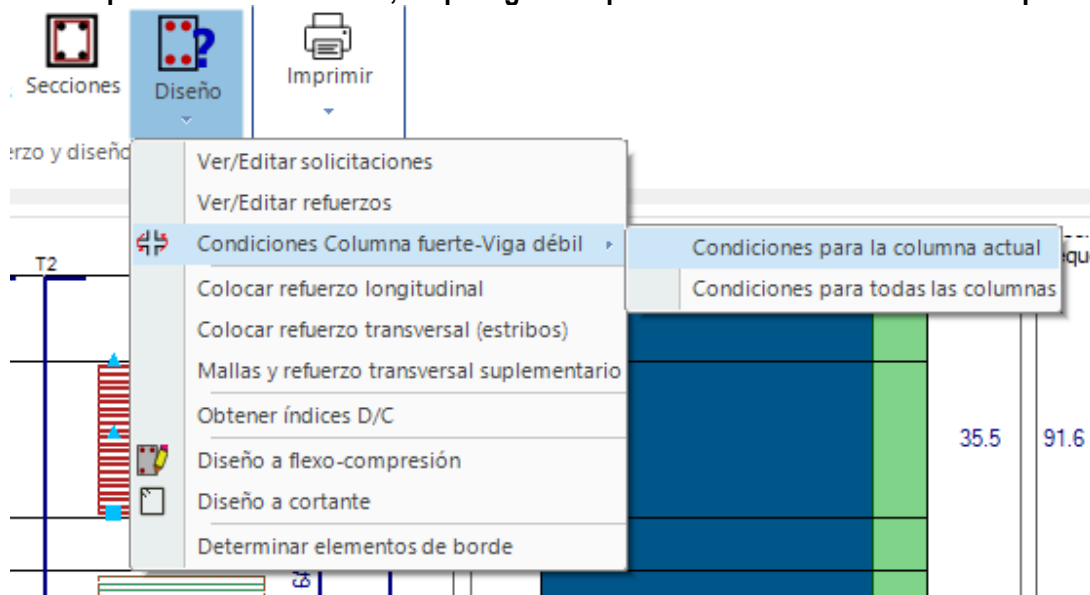 Secciones
Diseño
Imprimir
erzo y diseño
Ver/Editar solicitaciones
Ver/Editar refuerzos
Condiciones Columna fuerte-Viga débil
Condiciones para la columna actual
Condiciones para todas las columnas
T2
Colocar refuerzo longitudinal
Colocar refuerzo transversal (estribos)
Mallas y refuerzo transversal suplementario
Obtener índices D/C
35.5
91.6
Diseño a flexo-compresión
Diseño a cortante
Determinar elementos de borde